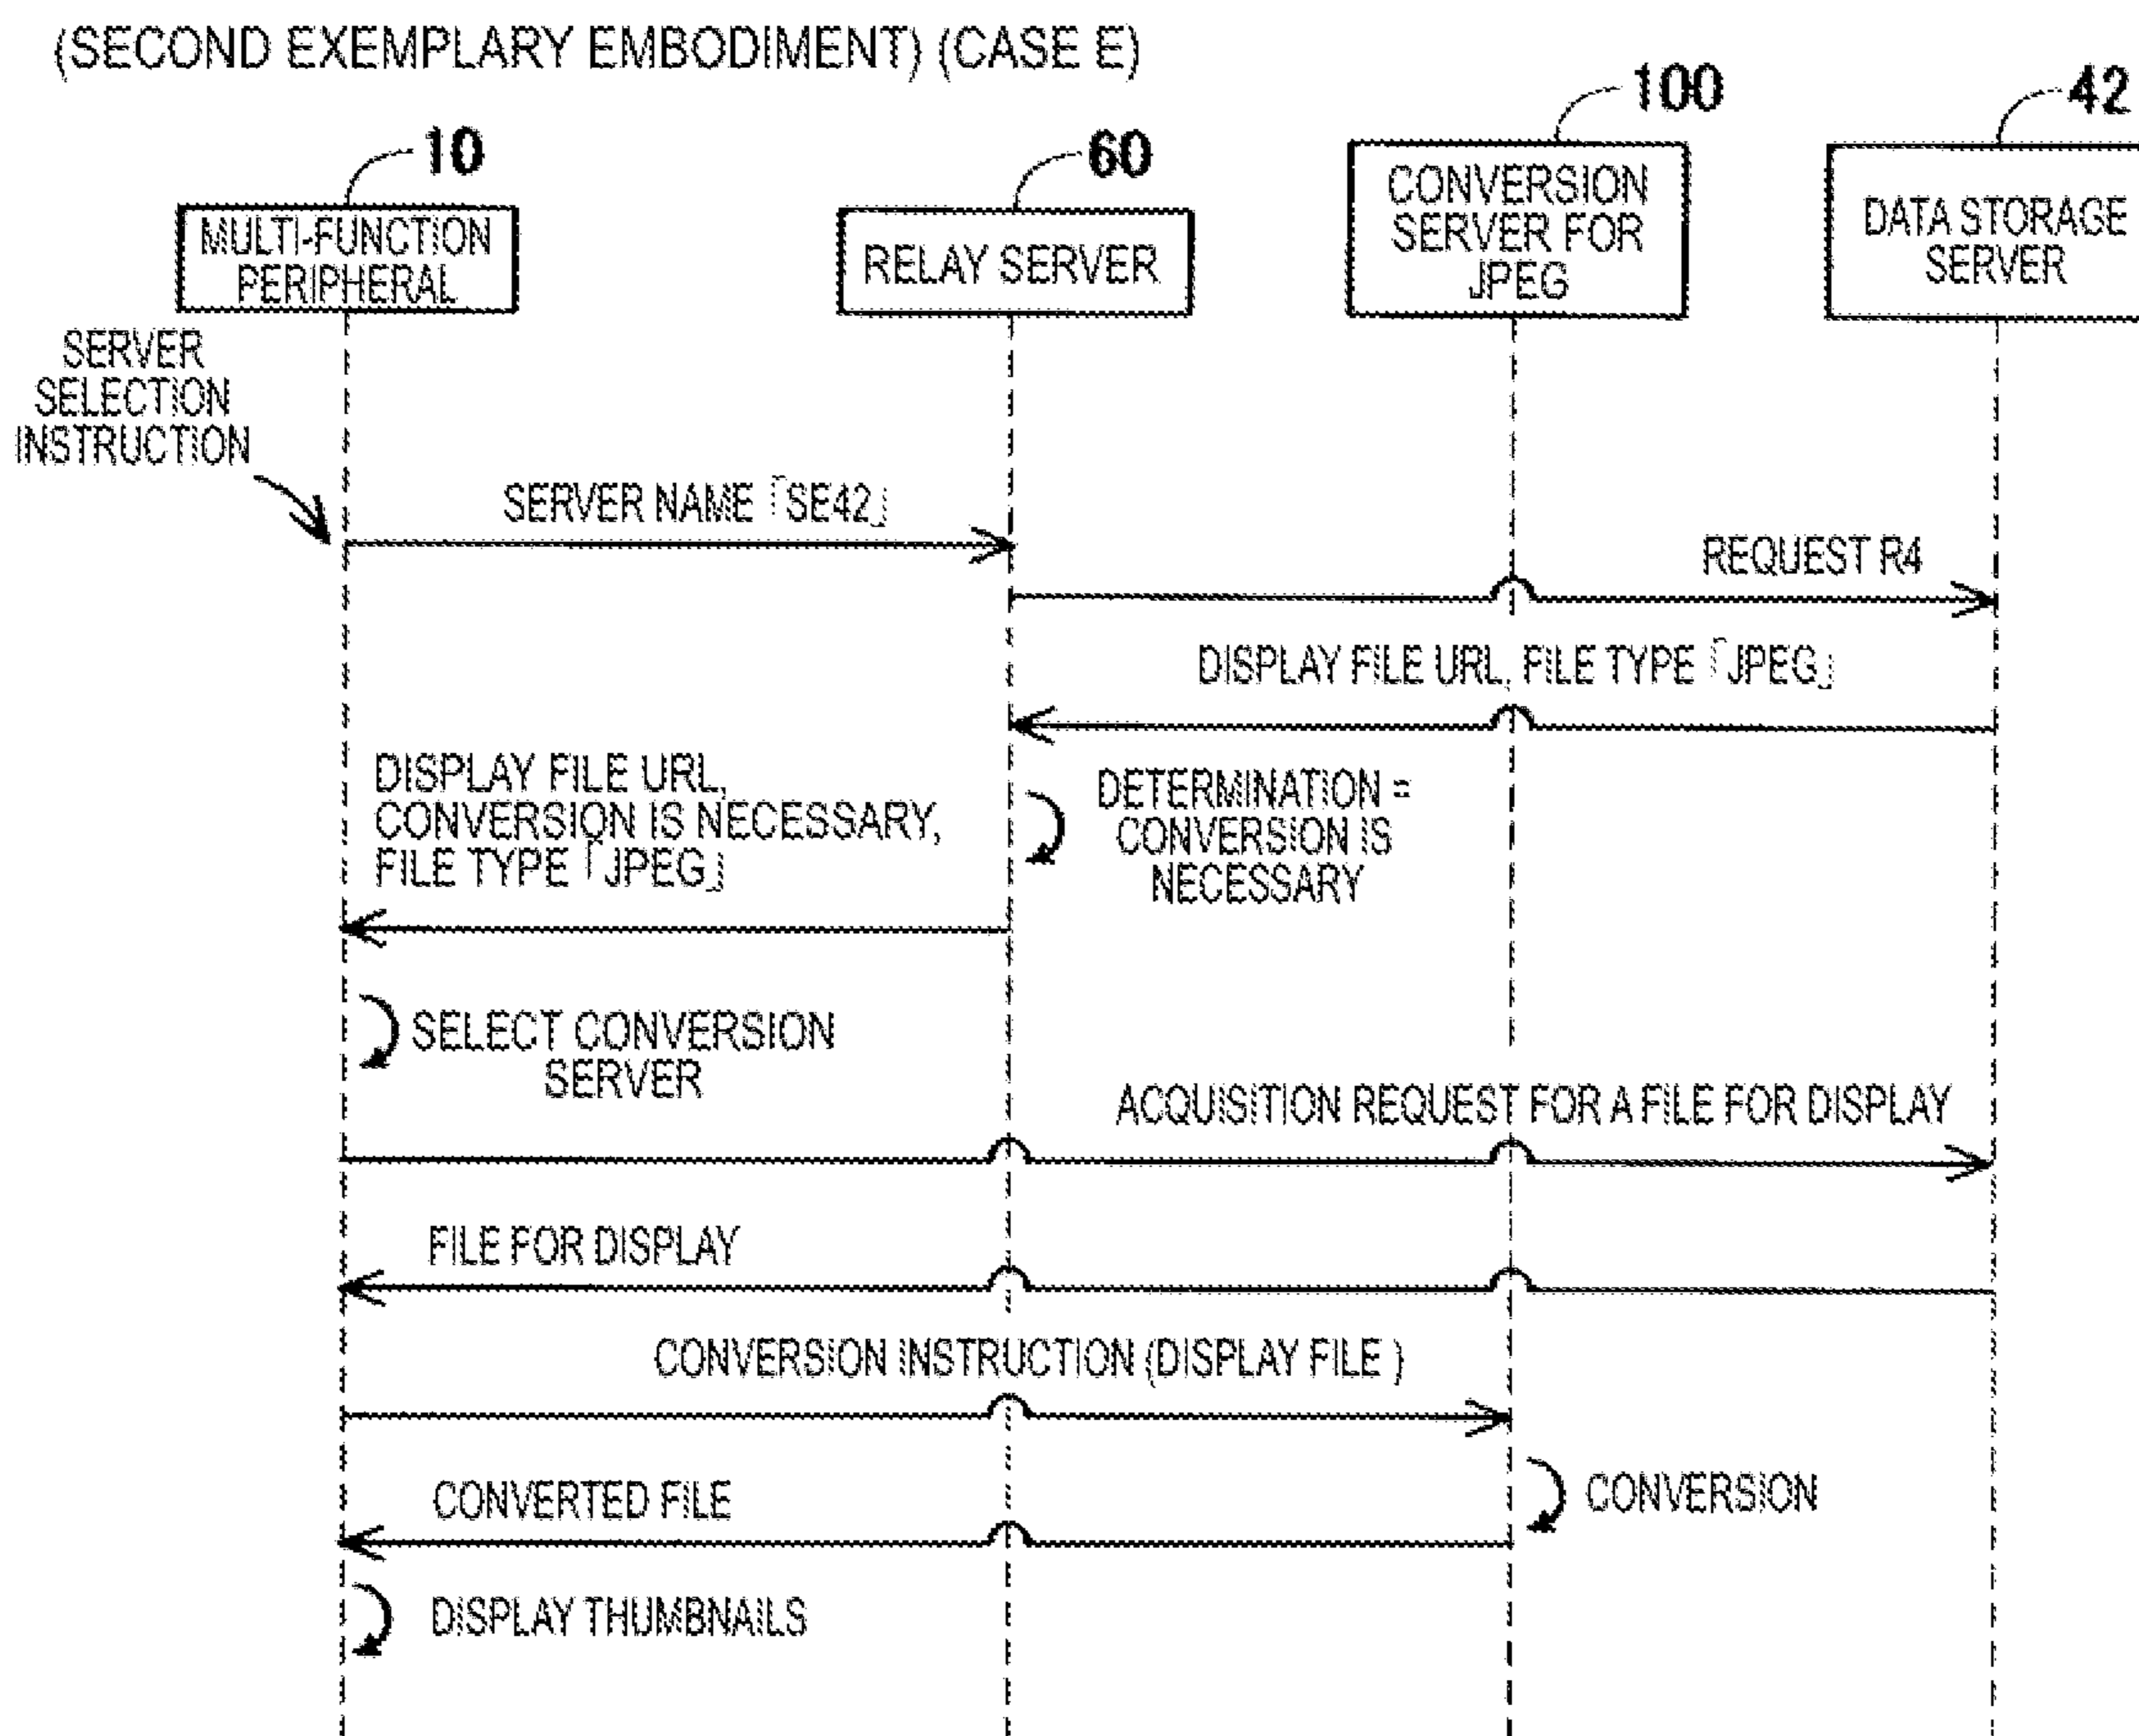 (SECOND EXEMPLARY EMBODIMENT) (CASE E)
10
60
100
42
MULTI-FUNCTION
PERIPHERAL
RELAY SERVER
CONVERSION
SERVER FOR
JPEG
DATA STORAGE
SERVER
SERVER
SELECTION
INSTRUCTION
SERVER NAME「SE42」
REQUEST R4
DISPLAY FILE URL, FILE TYPE「JPEG」
DISPLAY FILE URL,
CONVERSION IS NECESSARY,
FILE TYPE「JPEG」
DETERMINATION =
CONVERSION IS
NECESSARY
SELECT CONVERSION
SERVER
ACQUISITION REQUEST FOR A FILE FOR DISPLAY
FILE FOR DISPLAY
CONVERSION INSTRUCTION (DISPLAY FILE )
CONVERTED FILE
CONVERSION
DISPLAY THUMBNAILS